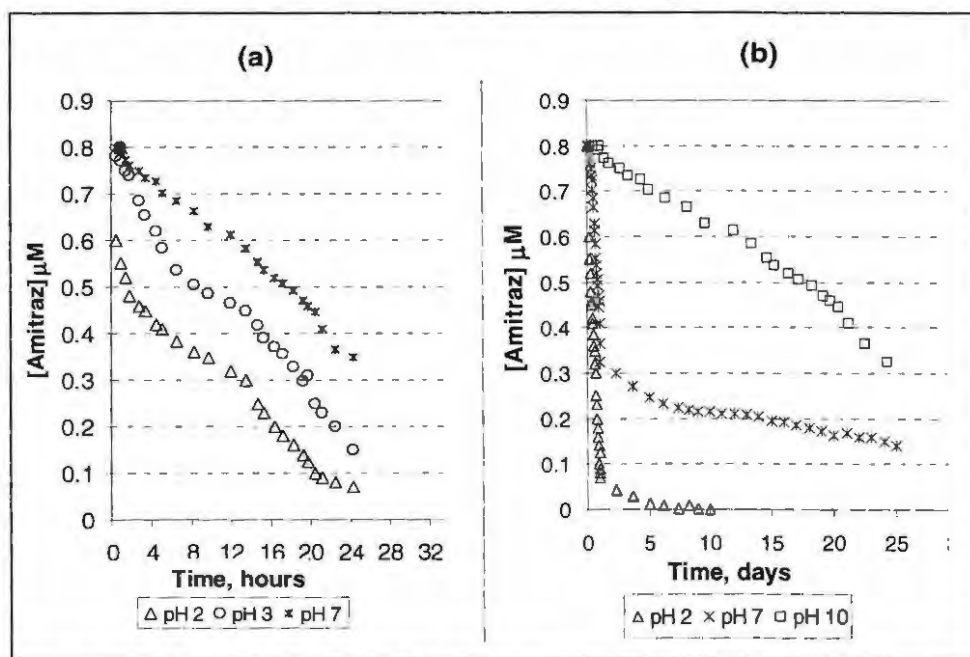 (a)
[Amitraz] μM
0.9
0.8
0.7
0.6
0.5
0.4
0.3
0.2
0.1
0
0 4 8 12 16 20 24 28 32
Time, hours
pH 2 pH 3 pH 7
(b)
[Amitraz] μM
0.9
0.8
0.7
0.6
0.5
0.4
0.3
0.2
0.1
0
0 5 10 15 20 25
Time, days
pH 2 pH 7 pH 10